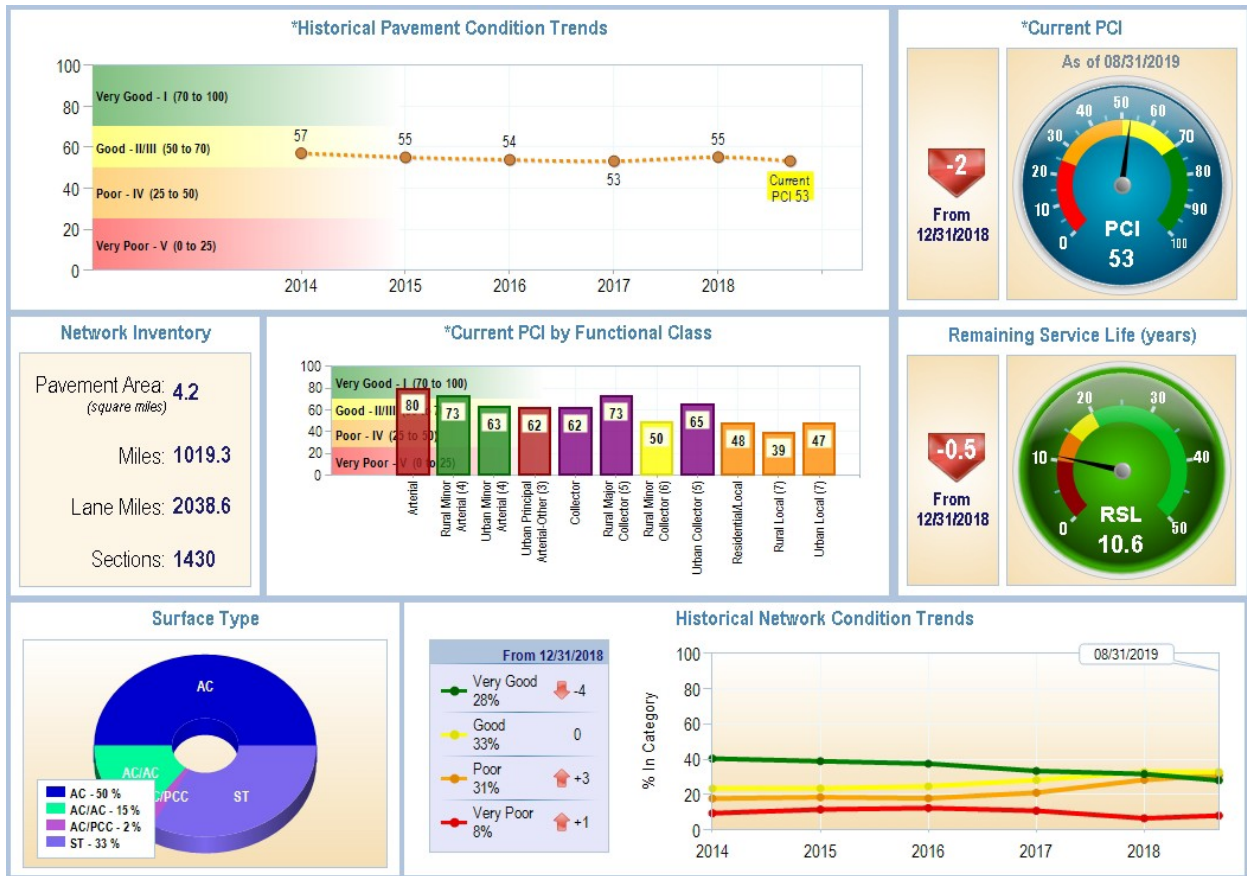 *Historical Pavement Condition Trends
100
80
60
40
20
0
Very Good - I (70 to 100)
Good - II/III (50 to 70)
Poor - IV (25 to 50)
Very Poor - V (0 to 25)
57
55
54
53
55
Current
PCI 53
2014
2015
2016
2017
2018
*Current PCI
-2
From
12/31/2018
As of 08/31/2019
0
10
20
30
40
50
60
70
80
90
100
PCI
53
Network Inventory
Pavement Area: 4.2
(square miles)
Miles: 1019.3
Lane Miles: 2038.6
Sections: 1430
*Current PCI by Functional Class
100
80
60
40
20
0
Very Good - I (70 to 100)
Good - II/III
Poor - IV (25 to 50)
Very Poor - V (0 to 25)
80
73
63
62
62
73
50
65
48
39
47
Arterial
Rural Minor
Arterial (4)
Urban Minor
Arterial (4)
Urban Principal
Arterial-Other (3)
Collector
Rural Major
Collector (5)
Rural Minor
Collector (6)
Urban Collector (5)
Residential/Local
Rural Local (7)
Urban Local (7)
Remaining Service Life (years)
-0.5
From
12/31/2018
0
10
20
30
40
50
RSL
10.6
Surface Type
AC
AC/AC
/PCC
ST
AC - 50 %
AC/AC - 15 %
AC/PCC - 2 %
ST - 33 %
Historical Network Condition Trends
From 12/31/2018
Very Good
28%
-4
Good
33%
0
Poor
31%
+3
Very Poor
8%
+1
% In Category
100
80
60
40
20
0
08/31/2019
2014
2015
2016
2017
2018